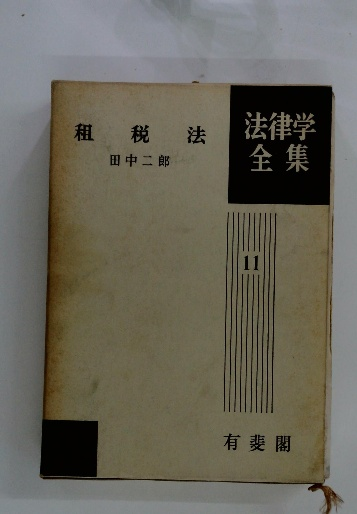 租税法
田中二郎
法律学
全集
11
有斐閣